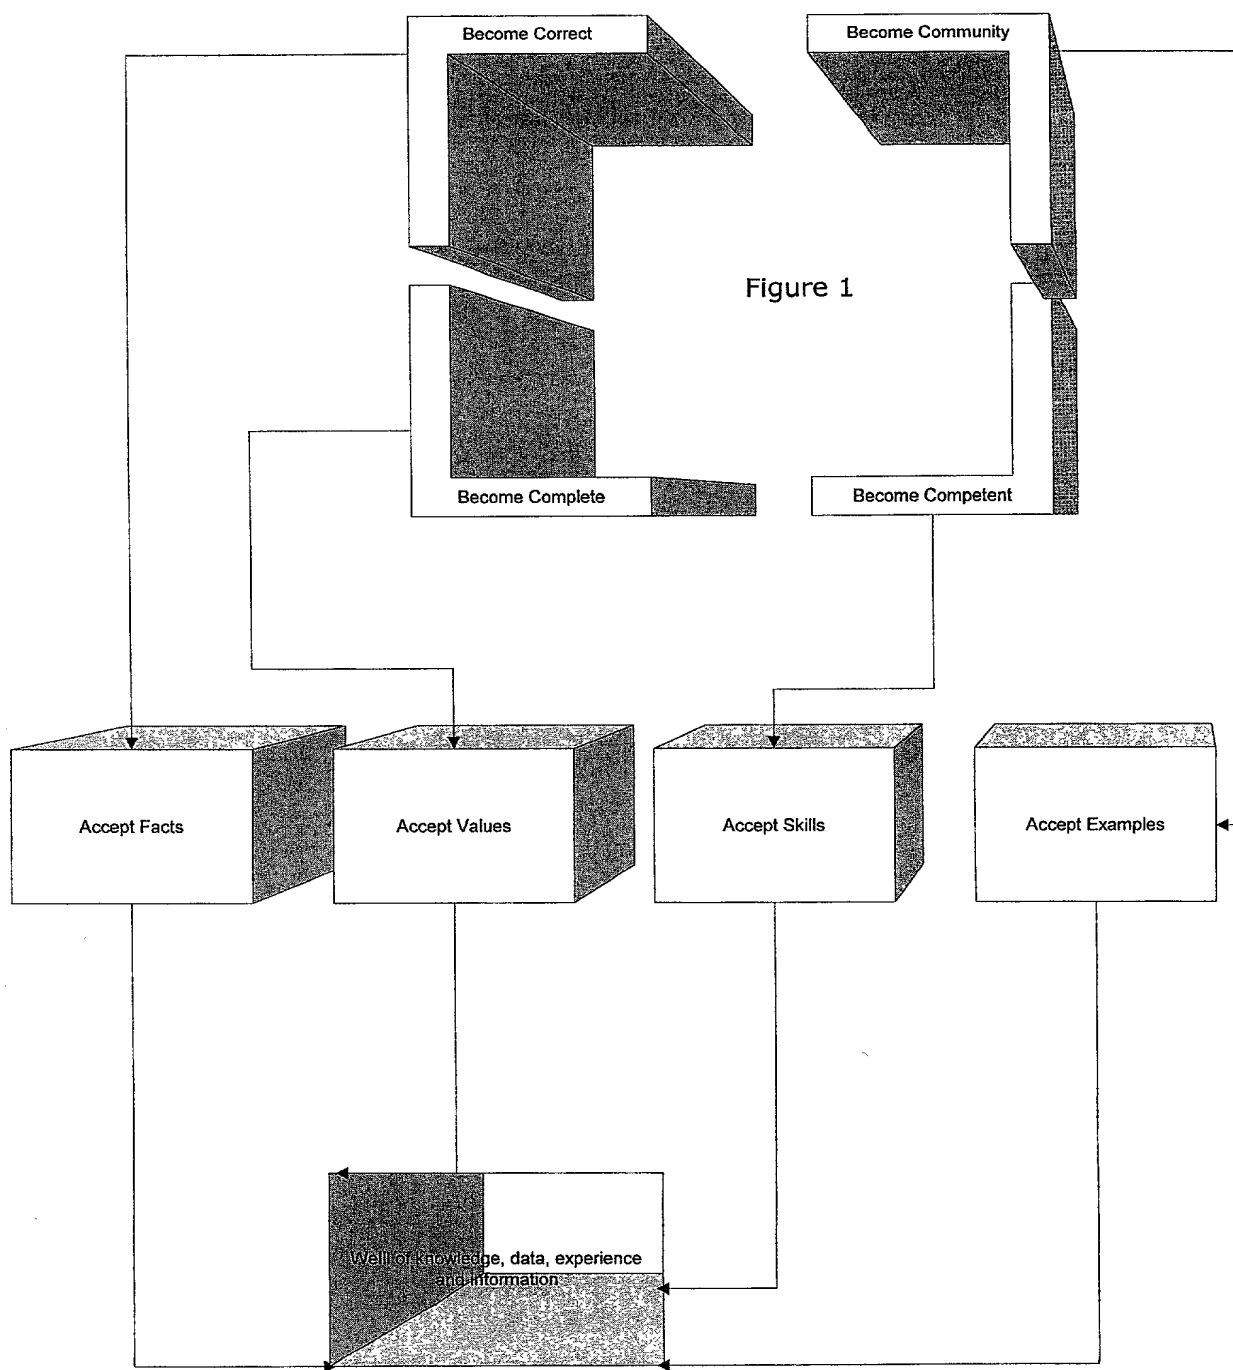 Become Correct
Become Community
Figure 1
Become Complete
Become Competent
Accept Facts
Accept Values
Accept Skills
Accept Examples
Welll of knowledge, data, experience
and information